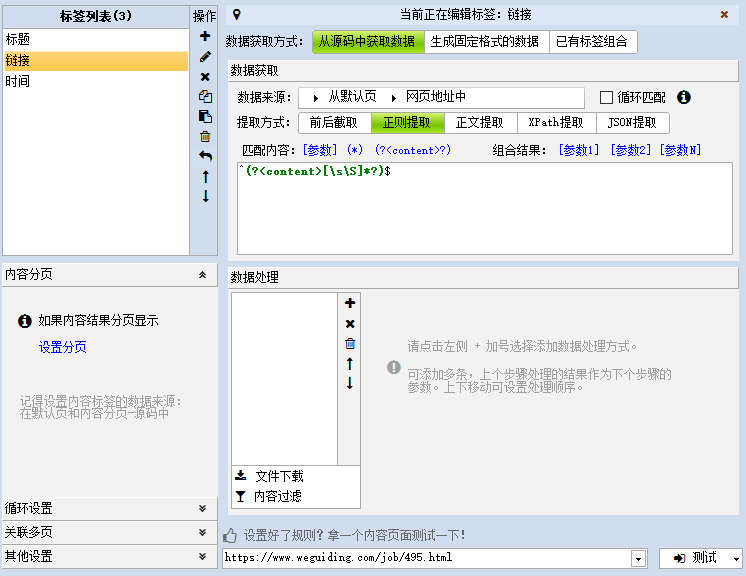 标签列表(3)
操作
标题
链接
时间
内容分页
如果内容结果分页显示
设置分页
记得设置内容标签的数据来源:
在默认页和内容分页-源码中
循环设置
关联多页
其他设置
当前正在编辑标签: 链接
数据获取方式: 从源码中获取数据 生成固定格式的数据 已有标签组合
数据获取
数据来源: 从默认页 网页地址中 循环匹配
提取方式: 前后截取 正则提取 正文提取 XPath提取 JSON提取
匹配内容: [参数] (*) (?<content>?) 组合结果: [参数1] [参数2] [参数N]
^(?<content>[\s\S]*?)$
数据处理
请点击左侧 + 加号选择添加数据处理方式。
可添加多条，上个步骤处理的结果作为下个步骤的
参数。上下移动可设置处理顺序。
文件下载
内容过滤
设置好了规则? 拿一个内容页面测试一下!
https://www.weguiding.com/job/495.html
测试